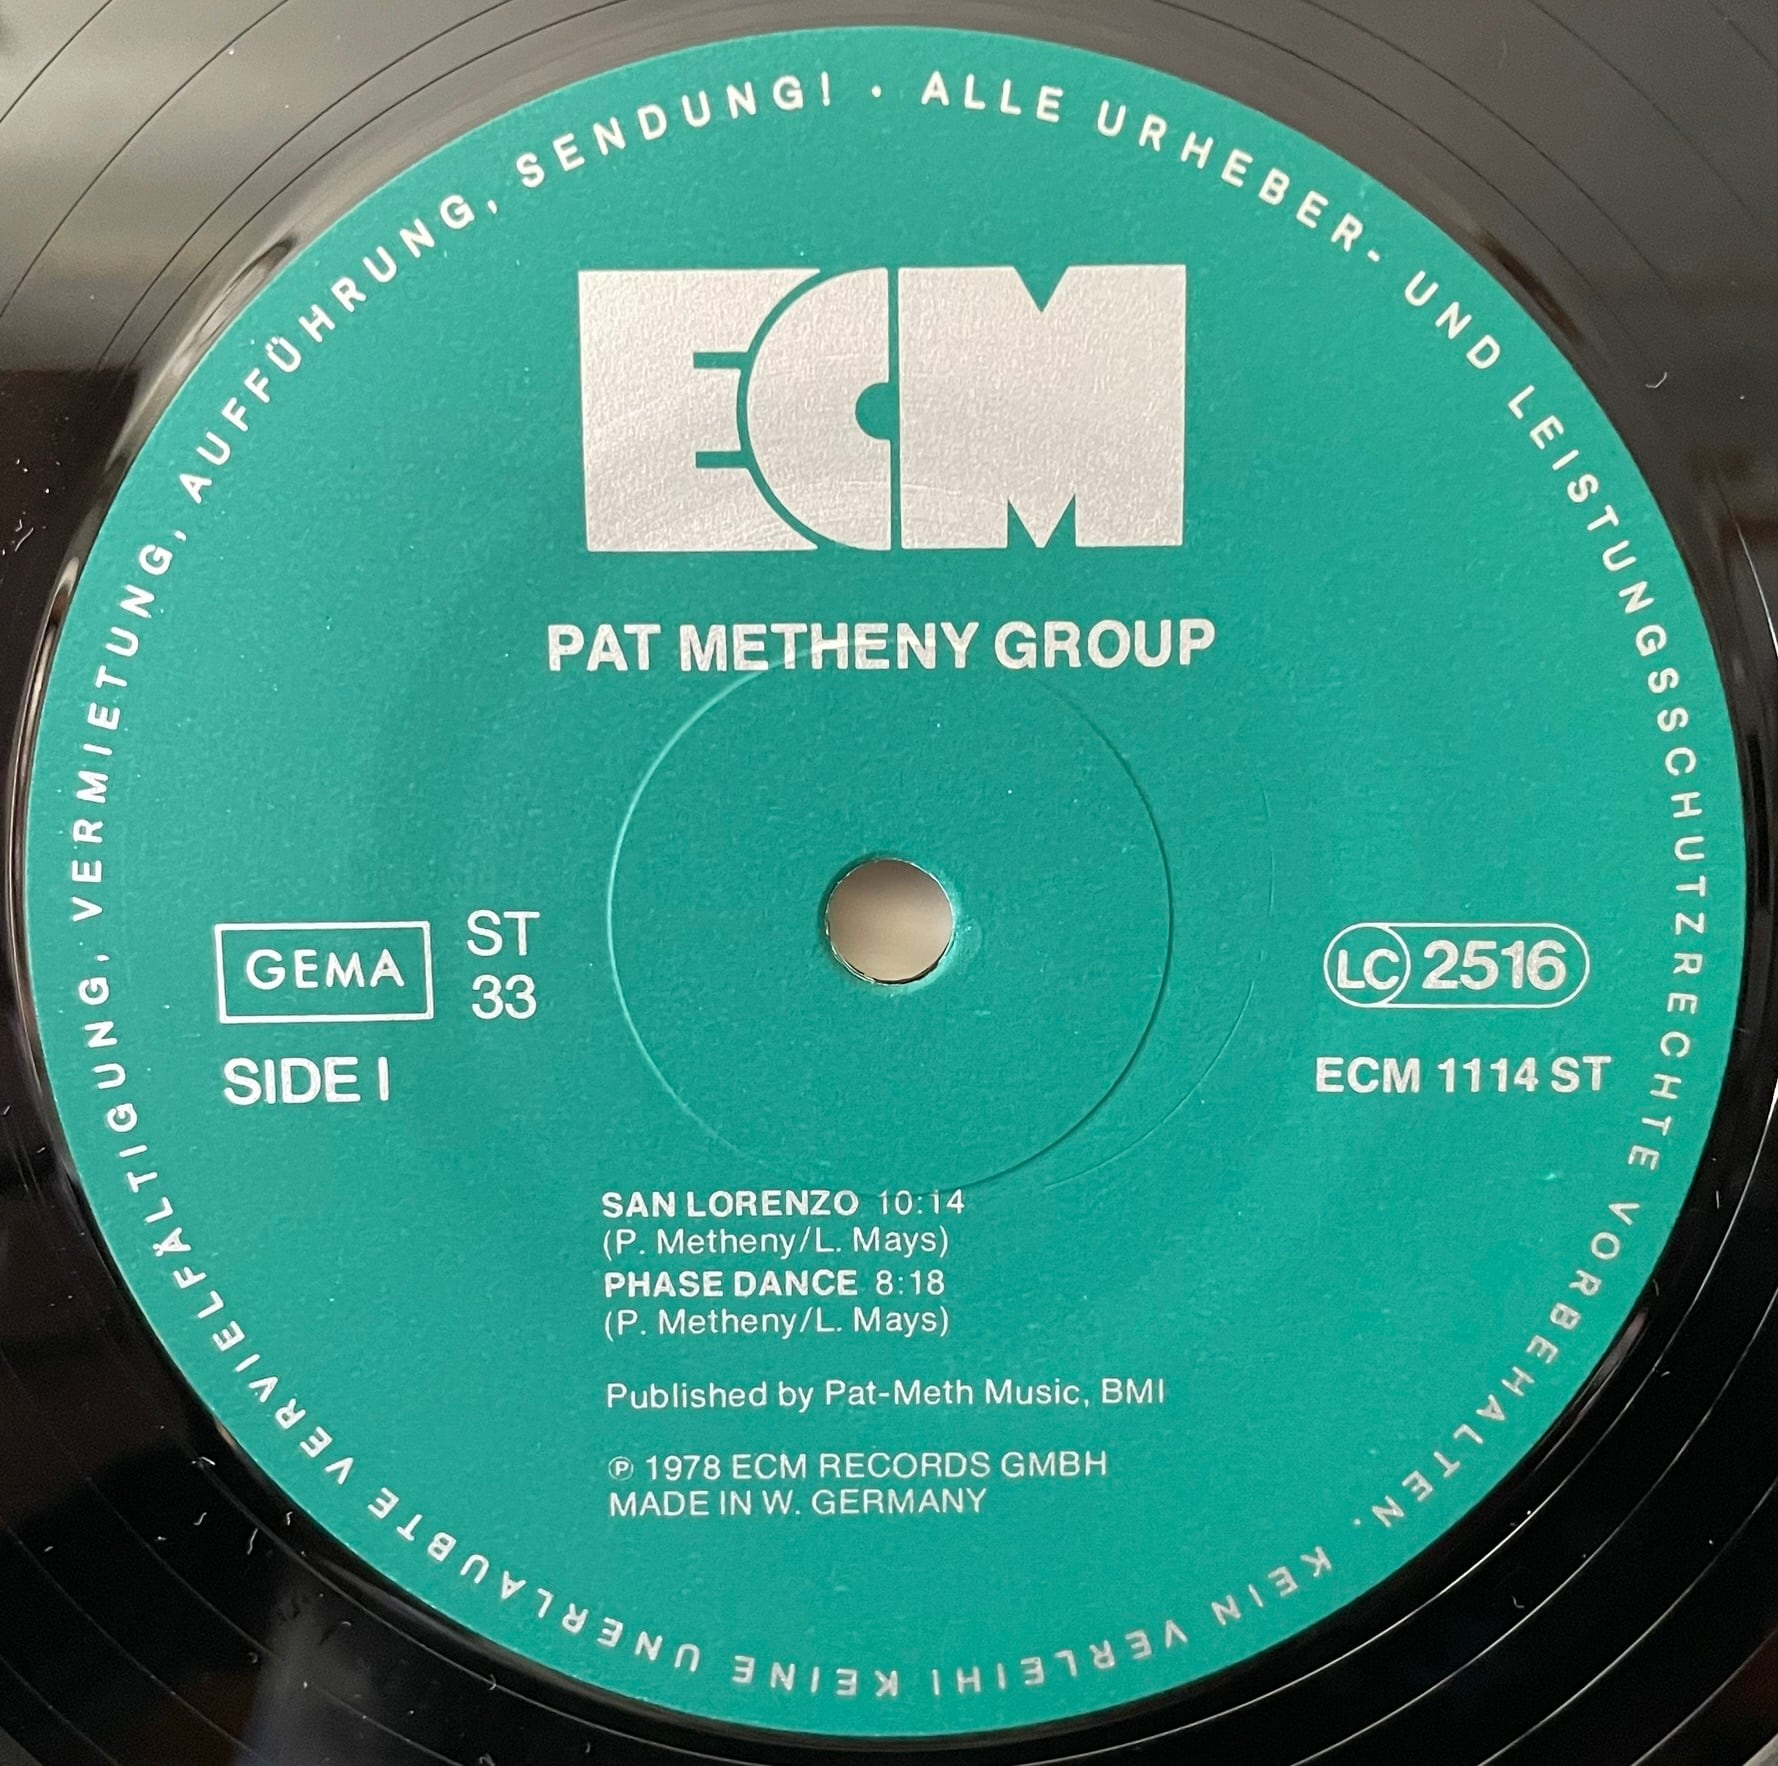 ALLE URHEBER- UND LEISTUNGSSCHUTZRECHTE VORBEHALTEN. KEIN VERLEIH! KEINE UNERLAUBTE VERVIELFÄLTIGUNG, VERMIETUNG, AUFFÜHRUNG, SENDUNG! ·
ECM
PAT METHENY GROUP
GEMA
ST
33
SIDE I
LC 2516
ECM 1114 ST
SAN LORENZO 10:14
(P. Metheny/L. Mays)
PHASE DANCE 8:18
(P. Metheny/L. Mays)
Published by Pat-Meth Music, BMI
℗ 1978 ECM RECORDS GMBH
MADE IN W. GERMANY